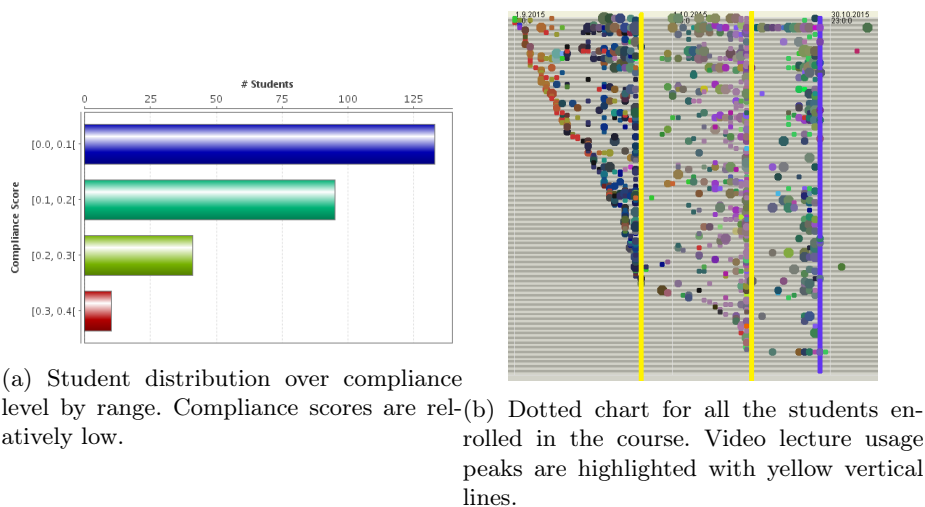 # Students
0 25 50 75 100 125
Compliance Score
[0.0, 0.1[
[0.1, 0.2[
[0.2, 0.3[
[0.3, 0.4[
(a) Student distribution over compliance
level by range. Compliance scores are rel-
atively low.
1.9.2015
1.10.2015
30.10.2015
23:0:0
(b) Dotted chart for all the students en-
rolled in the course. Video lecture usage
peaks are highlighted with yellow vertical
lines.